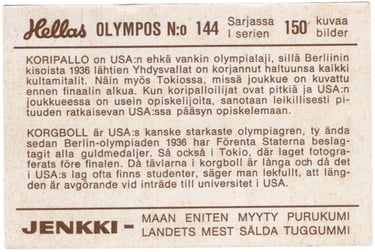 Hellas OLYMPOS N:o 144 Sarjassa I serien 150 kuvaa bilder
KORIPALLO on USA:n ehkä vankin olympialaji, sillä Berliinin
kisoista 1936 lähtien Yhdysvallat on korjannut haltuunsa kaikki
kultamitalit. Näin myös Tokiossa, missä joukkue on kuvattu
ennen finaalin alkua. Kun koripalloilijat ovat pitkiä ja USA:n
joukkueessa on usein opiskelijoita, sanotaan leikillisesti pi-
tuuden ratkaisevan USA:ssa pääsyn opiskelemaan.
KORGBOLL är USA:s kanske starkaste olympiagren, ty ända
sedan Berlin-olympiaden 1936 har Förenta Staterna beslag-
tagit alla guldmedaljer. Så också i Tokio, där laget fotogra-
ferats före finalen. Då tävlarna i korgboll är långa och då det
i USA:s lag ofta finns studenter, säger man lekfullt, att läng-
den är avgörande vid inträde till universitet i USA.
JENKKI - MAAN ENITEN MYYTY PURUKUMI
LANDETS MEST SÅLDA TUGGUMMI